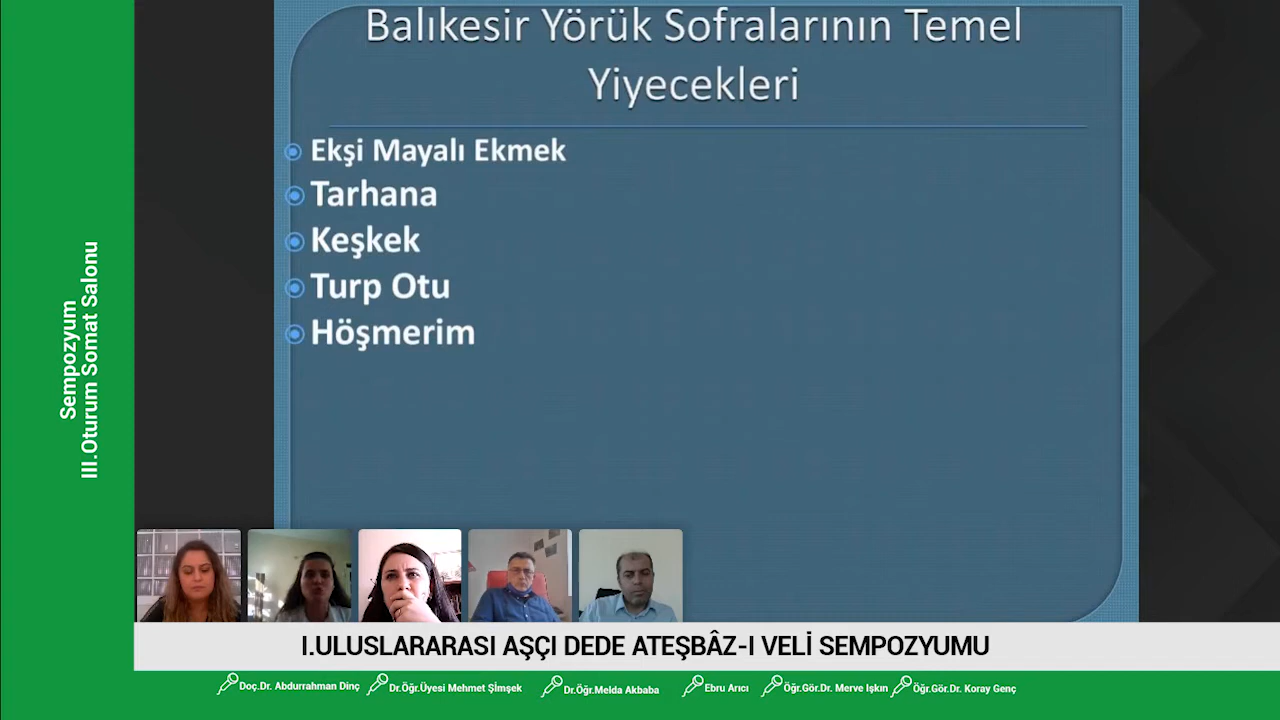 Balıkesir Yörük Sofralarının Temel
Yiyecekleri
Ekşi Mayalı Ekmek
Tarhana
Keşkek
Turp Otu
Höşmerim
Sempozyum
III.Oturum Somat Salonu
I.ULUSLARARASI AŞÇI DEDE ATEŞBÂZ-I VELİ SEMPOZYUMU
Doç.Dr. Abdurrahman Dinç
Dr.Öğr.Üyesi Mehmet Şİmşek
Dr.Öğr.Melda Akbaba
Ebru Arıcı
Öğr.Gör.Dr. Merve Işkın
Öğr.Gör.Dr. Koray Genç